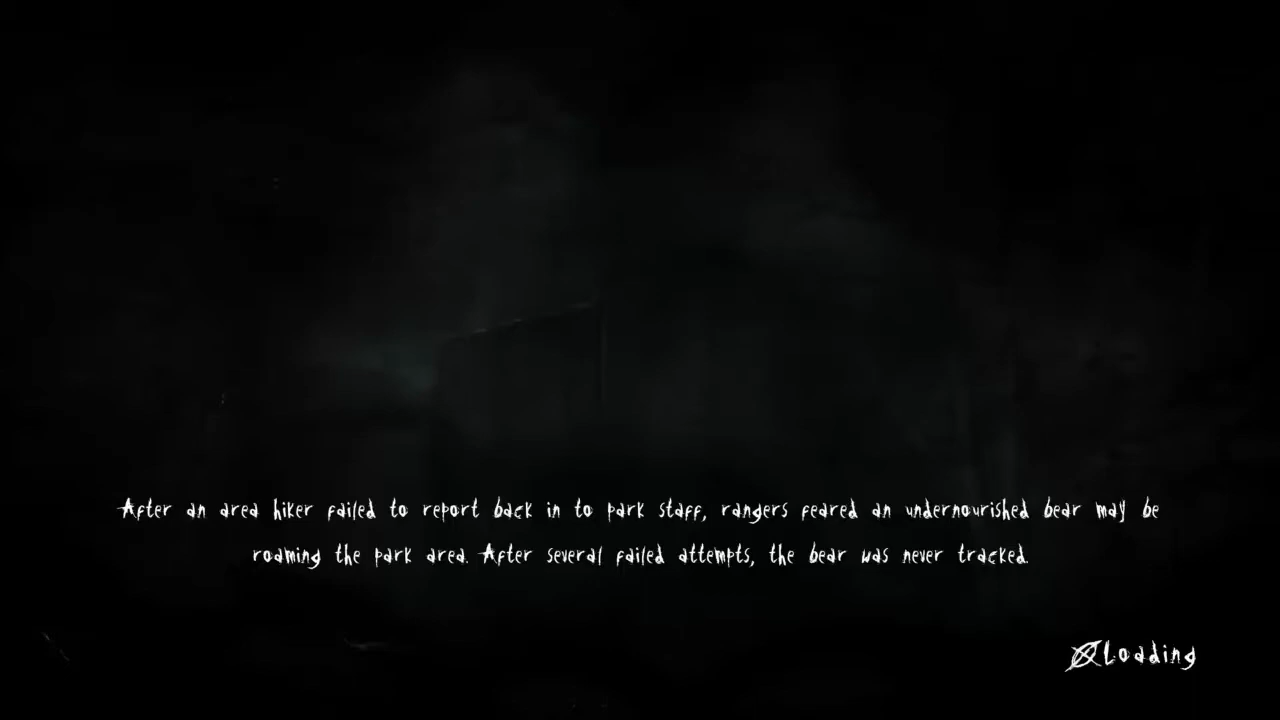 After an area hiker failed to report back in to park staff, rangers feared an undernourished bear may be
roaming the park area. After several failed attempts, the bear was never tracked.
Loading